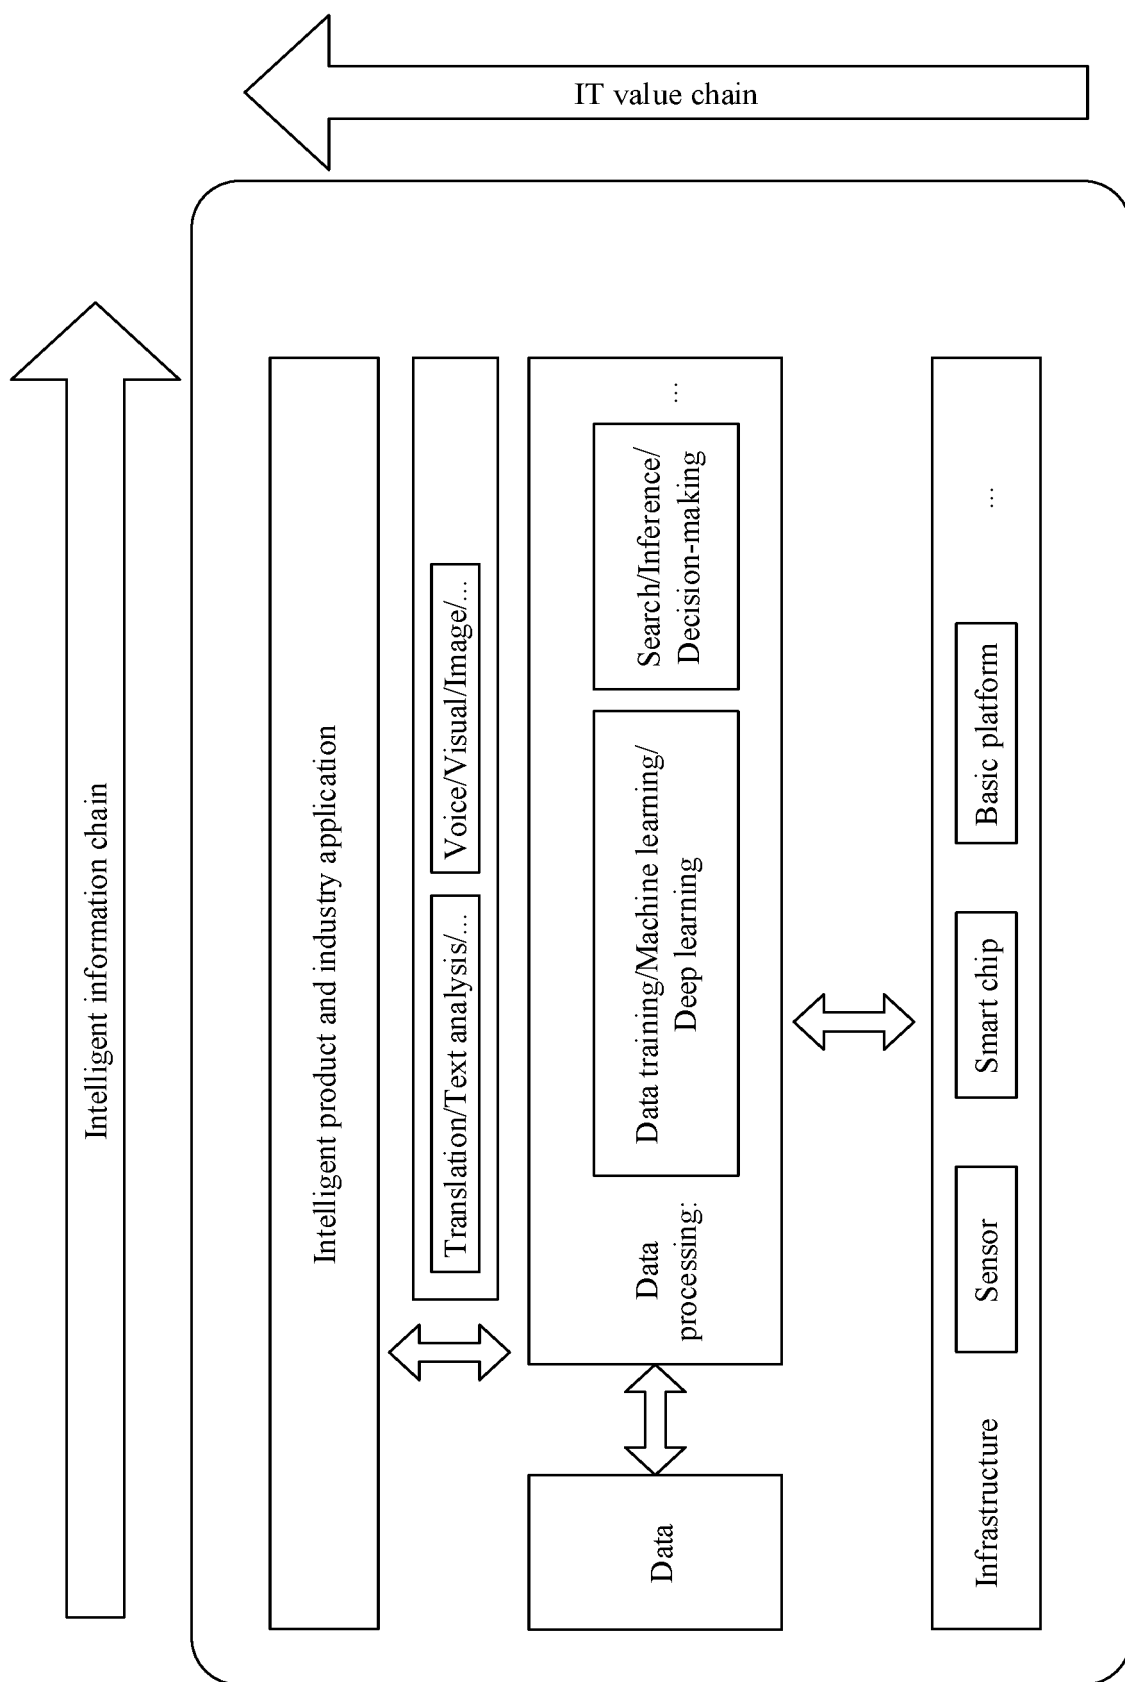 IT value chain
Intelligent information chain
Intelligent product and industry application
Translation/Text analysis/...
Voice/Visual/Image/...
Data
Data
processing:
Data training/Machine learning/
Deep learning
Search/Inference/
Decision-making
...
Infrastructure
Sensor
Smart chip
Basic platform
...